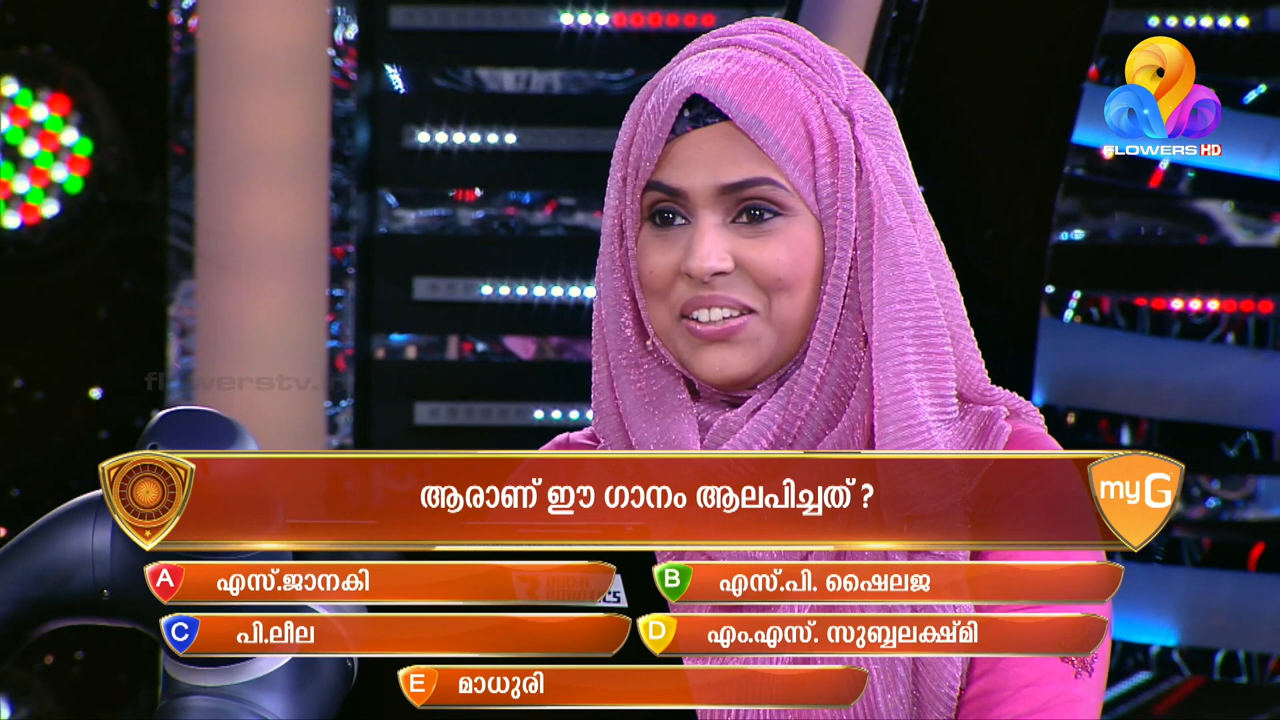 FLOWERS HD
flowerstv.in
ആരാണ് ഈ ഗാനം ആലപിച്ചത് ?
myG
A എസ്.ജാനകി
B എസ്.പി. ഷൈലജ
C പി.ലീല
D എം.എസ്. സുബ്ബലക്ഷ്മി
E മാധുരി